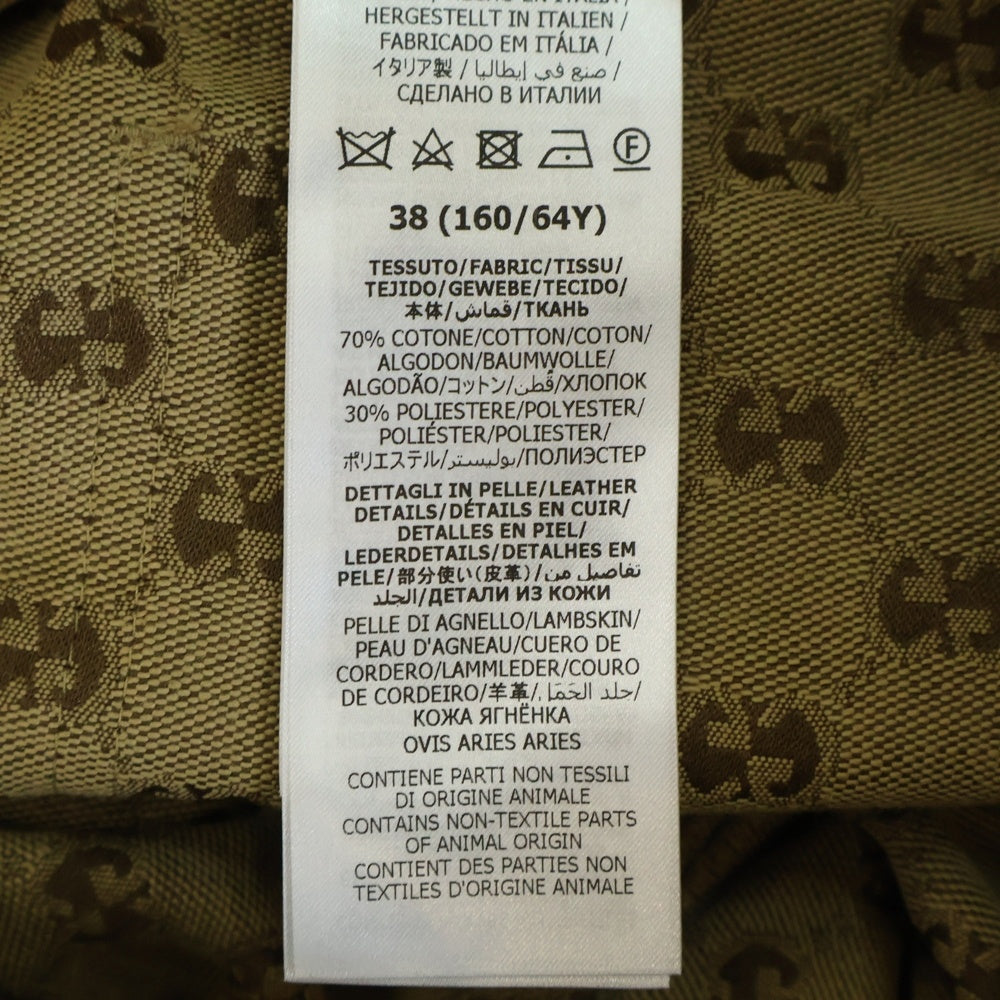 HERGESTELLT IN ITALIEN /
FABRICADO EM ITÁLIA /
イタリア製 / صنع في إيطاليا /
СДЕЛАНО В ИТАЛИИ
F
38 (160/64Y)
TESSUTO/FABRIC/TISSU/
TEJIDO/GEWEBE/TECIDO/
本体/قماش/ТКАНЬ
70% COTONE/COTTON/COTON/
ALGODON/BAUMWOLLE/
ALGODÃO/コットン/قُطن/ХЛОПОК
30% POLIESTERE/POLYESTER/
POLIÉSTER/POLIESTER/
ポリエステル/بوليستر/ПОЛИЭСТЕР
DETTAGLI IN PELLE/LEATHER
DETAILS/DÉTAILS EN CUIR/
DETALLES EN PIEL/
LEDERDETAILS/DETALHES EM
PELE/部分使い(皮革)/تفاصيل من
الجلد/ДЕТАЛИ ИЗ КОЖИ
PELLE DI AGNELLO/LAMBSKIN/
PEAU D'AGNEAU/CUERO DE
CORDERO/LAMMLEDER/COURO
DE CORDEIRO/羊革/
КОЖА ЯГНЁНКА
OVIS ARIES ARIES
CONTIENE PARTI NON TESSILI
DI ORIGINE ANIMALE
CONTAINS NON-TEXTILE PARTS
OF ANIMAL ORIGIN
CONTIENT DES PARTIES NON
TEXTILES D'ORIGINE ANIMALE